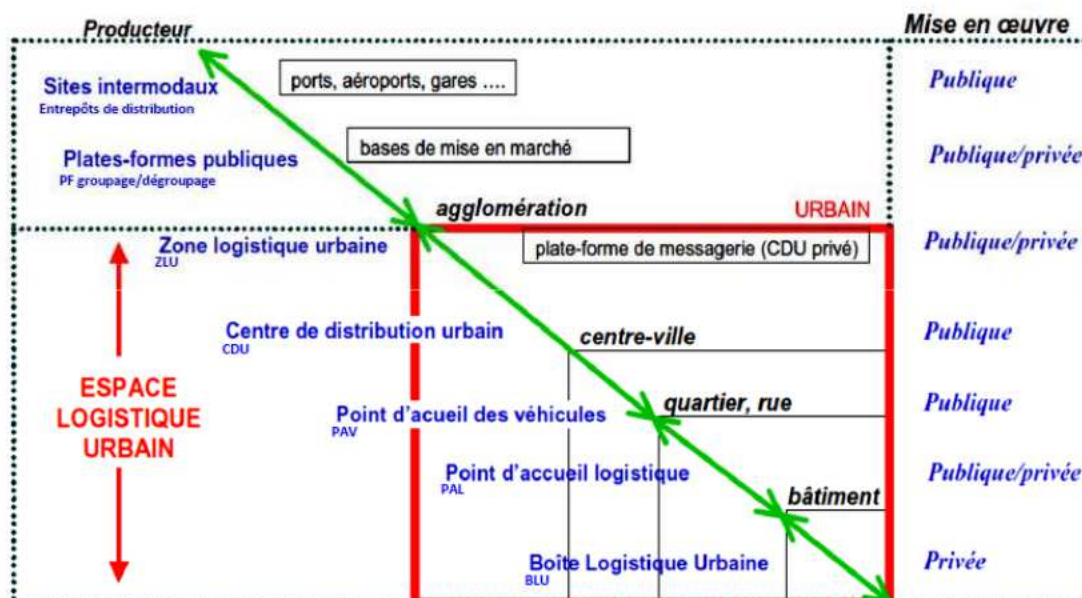 Producteur
Mise en œuvre
Sites intermodaux
Entrepôts de distribution
ports, aéroports, gares ....
Publique
Plates-formes publiques
PF groupage/dégroupage
bases de mise en marché
Publique/privée
agglomération
URBAIN
Zone logistique urbaine
ZLU
plate-forme de messagerie (CDU privé)
Publique/privée
Centre de distribution urbain
CDU
centre-ville
Publique
ESPACE
LOGISTIQUE
URBAIN
Point d'acueil des véhicules
PAV
quartier, rue
Publique
Point d'accueil logistique
PAL
bâtiment
Publique/privée
Boîte Logistique Urbaine
BLU
Privée